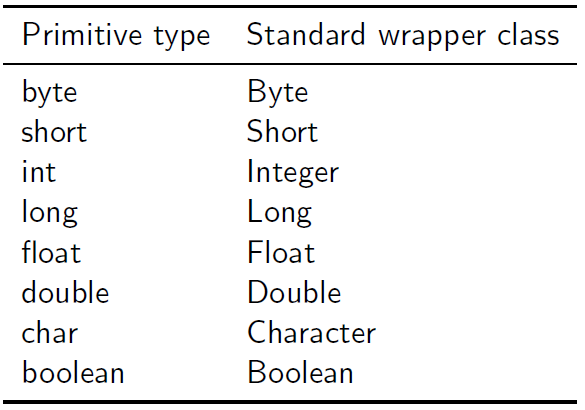 Primitive type Standard wrapper class
byte Byte
short Short
int Integer
long Long
float Float
double Double
char Character
boolean Boolean